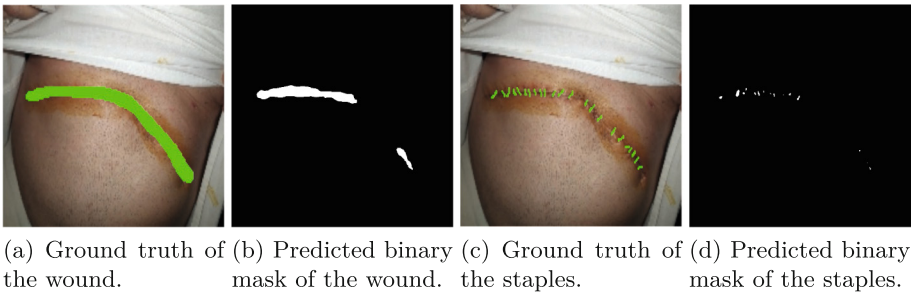 (a) Ground truth of the wound.
(b) Predicted binary mask of the wound.
(c) Ground truth of the staples.
(d) Predicted binary mask of the staples.